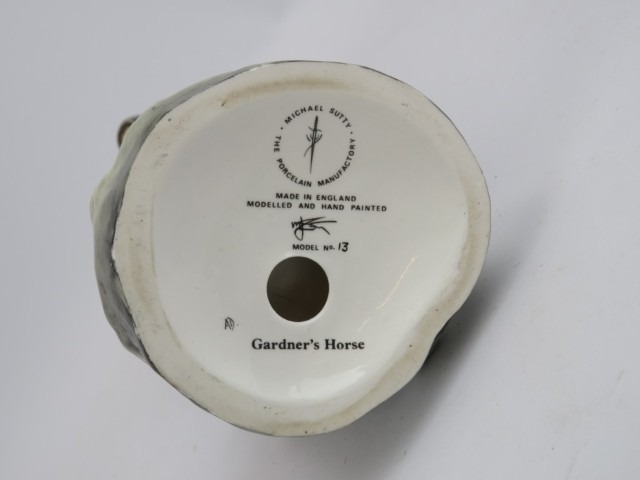 · MICHAEL SUTTY ·
THE PORCELAIN MANUFACTORY
MADE IN ENGLAND
MODELLED AND HAND PAINTED
MODEL No. 13
Gardner's Horse